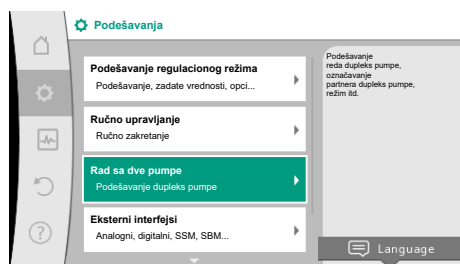 Podešavanja
Podešavanje regulacionog režima
Podešavanje, zadate vrednosti, opci...
Ručno upravljanje
Ručno zakretanje
Rad sa dve pumpe
Podešavanje dupleks pumpe
Eksterni interfejsi
Analogni, digitalni, SSM, SBM...
Podešavanje
reda dupleks pumpe,
označavanje
partnera dupleks pumpe,
režim itd.
Language